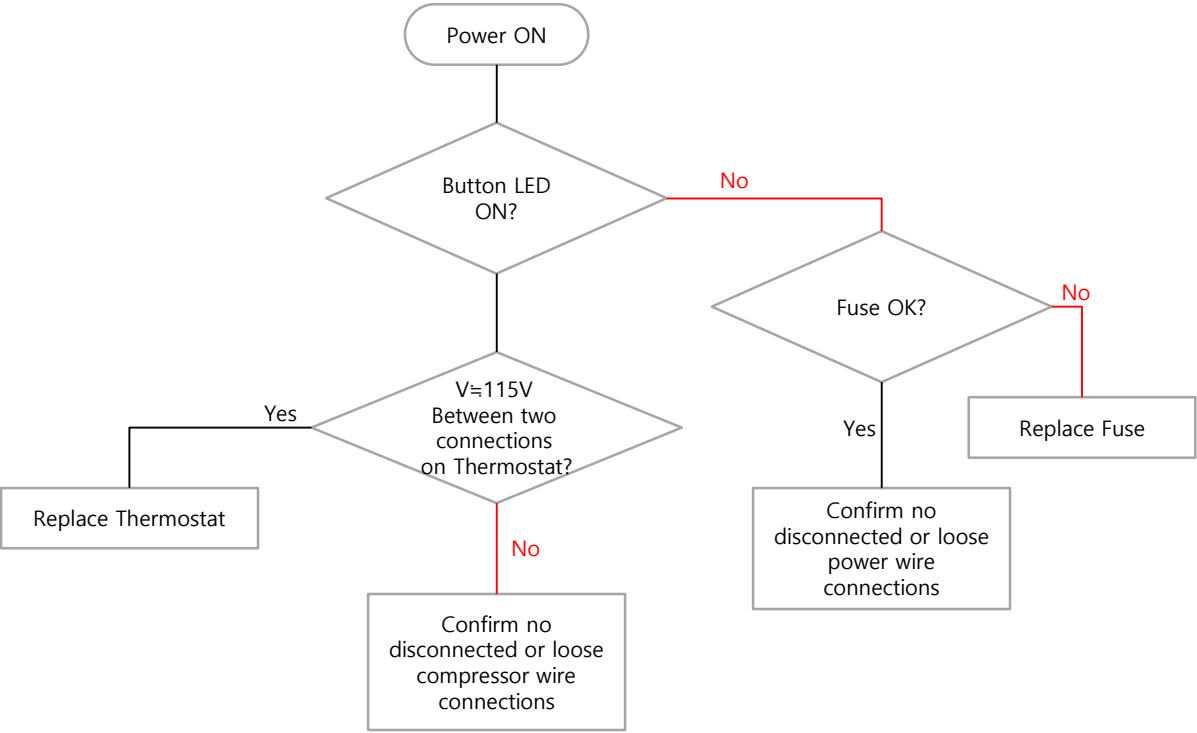 Power ON
Button LED
ON?
No
Fuse OK?
No
V≒115V
Between two
connections
on Thermostat?
Yes
Yes
Replace Fuse
Replace Thermostat
Confirm no
disconnected or loose
power wire
connections
No
Confirm no
disconnected or loose
compressor wire
connections